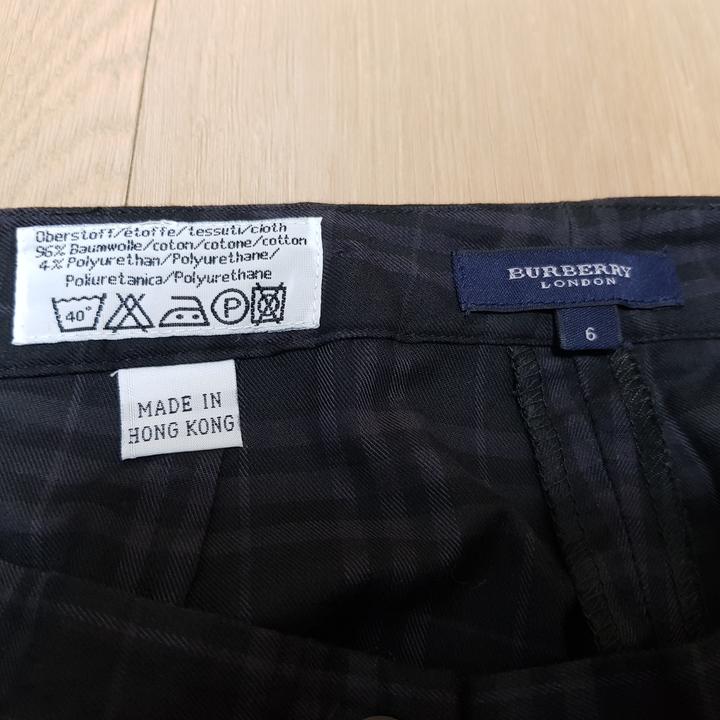 Oberstoff/étoffe/tessuti/cloth
96% Baumwolle/coton/cotone/cotton
4% Polyurethan/Polyurethane/
Poliuretanica/Polyurethane
40° P
MADE IN
HONG KONG
BURBERRY
LONDON
6